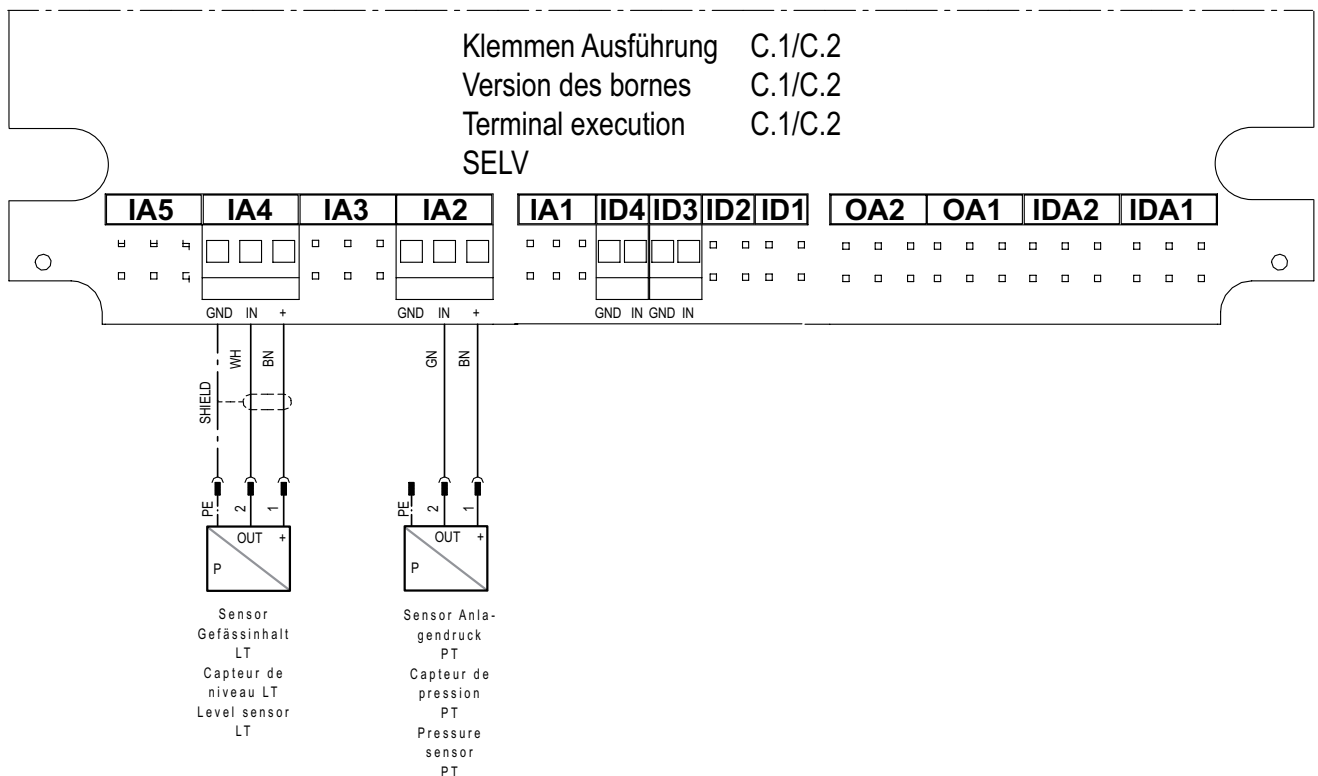 Klemmen Ausführung C.1/C.2
Version des bornes C.1/C.2
Terminal execution C.1/C.2
SELV
IA5 IA4 IA3 IA2 IA1 ID4 ID3 ID2 ID1 OA2 OA1 IDA2 IDA1
GND IN + GND IN + GND IN GND IN
SHIELD WH BN GN BN
PE 2 1 PE 2 1
OUT + OUT +
P P
Sensor
Gefässinhalt
LT
Capteur de
niveau LT
Level sensor
LT
Sensor Anla-
gendruck
PT
Capteur de
pression
PT
Pressure
sensor
PT